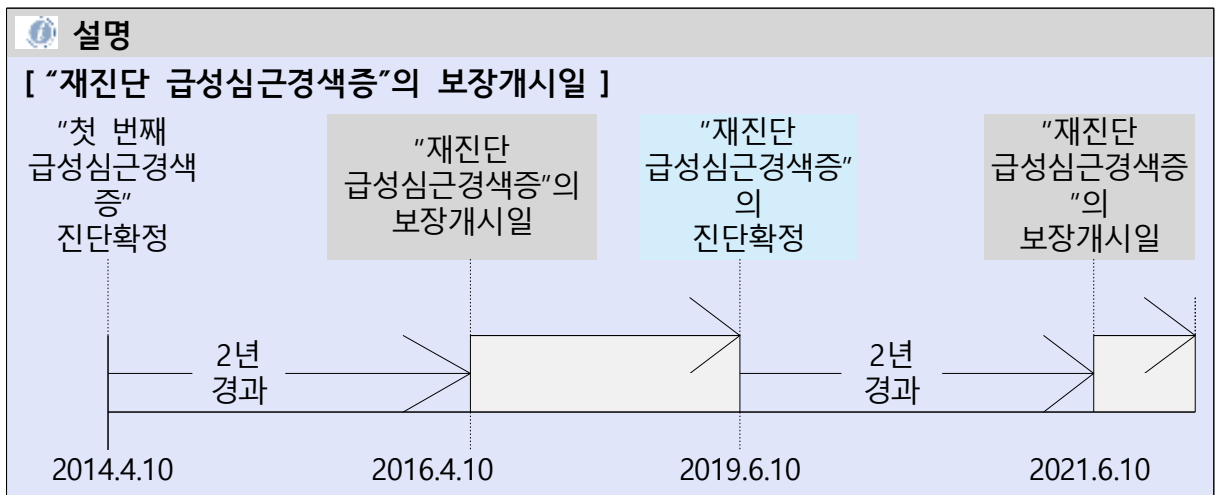 설명
[ "재진단 급성심근경색증"의 보장개시일 ]
"첫 번째
급성심근경색
증"
진단확정
"재진단
급성심근경색증"의
보장개시일
"재진단
급성심근경색증"
의
진단확정
"재진단
급성심근경색증
"의
보장개시일
2년
경과
2년
경과
2014.4.10
2016.4.10
2019.6.10
2021.6.10